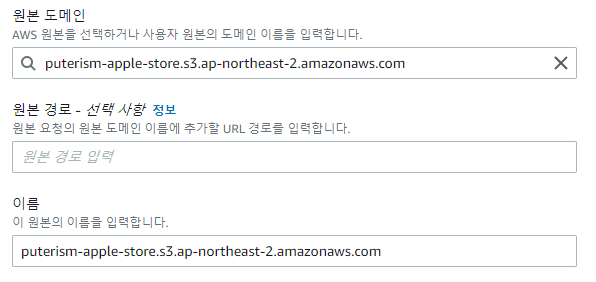 원본 도메인
AWS 원본을 선택하거나 사용자 원본의 도메인 이름을 입력합니다.
puterism-apple-store.s3.ap-northeast-2.amazonaws.com
원본 경로 - 선택 사항 정보
원본 요청의 원본 도메인 이름에 추가할 URL 경로를 입력합니다.
원본 경로 입력
이름
이 원본의 이름을 입력합니다.
puterism-apple-store.s3.ap-northeast-2.amazonaws.com